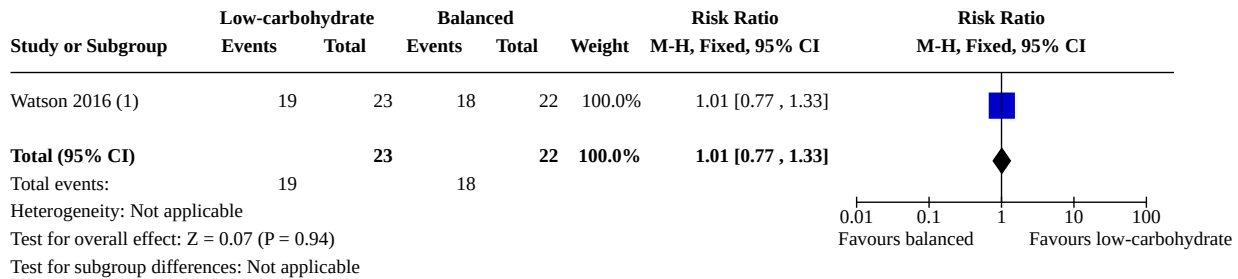 Low-carbohydrate Balanced Risk Ratio Risk Ratio
Study or Subgroup Events Total Events Total Weight M-H, Fixed, 95% CI M-H, Fixed, 95% CI
Watson 2016 (1) 19 23 18 22 100.0% 1.01 [0.77 , 1.33]
Total (95% CI) 23 22 100.0% 1.01 [0.77 , 1.33]
Total events: 19 18
Heterogeneity: Not applicable
0.01 0.1 1 10 100
Test for overall effect: Z = 0.07 (P = 0.94)
Favours balanced Favours low-carbohydrate
Test for subgroup differences: Not applicable